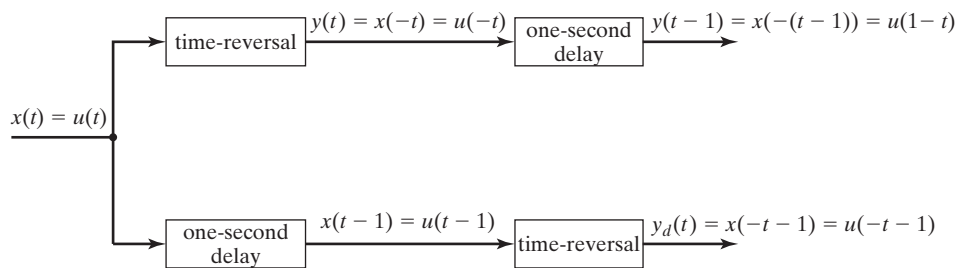 y(t) = x(−t) = u(−t)
y(t − 1) = x(−(t − 1)) = u(1− t)
time-reversal
one-second
delay
x(t) = u(t)
x(t − 1) = u(t − 1)
y_d(t) = x(−t − 1) = u(−t − 1)
one-second
delay
time-reversal